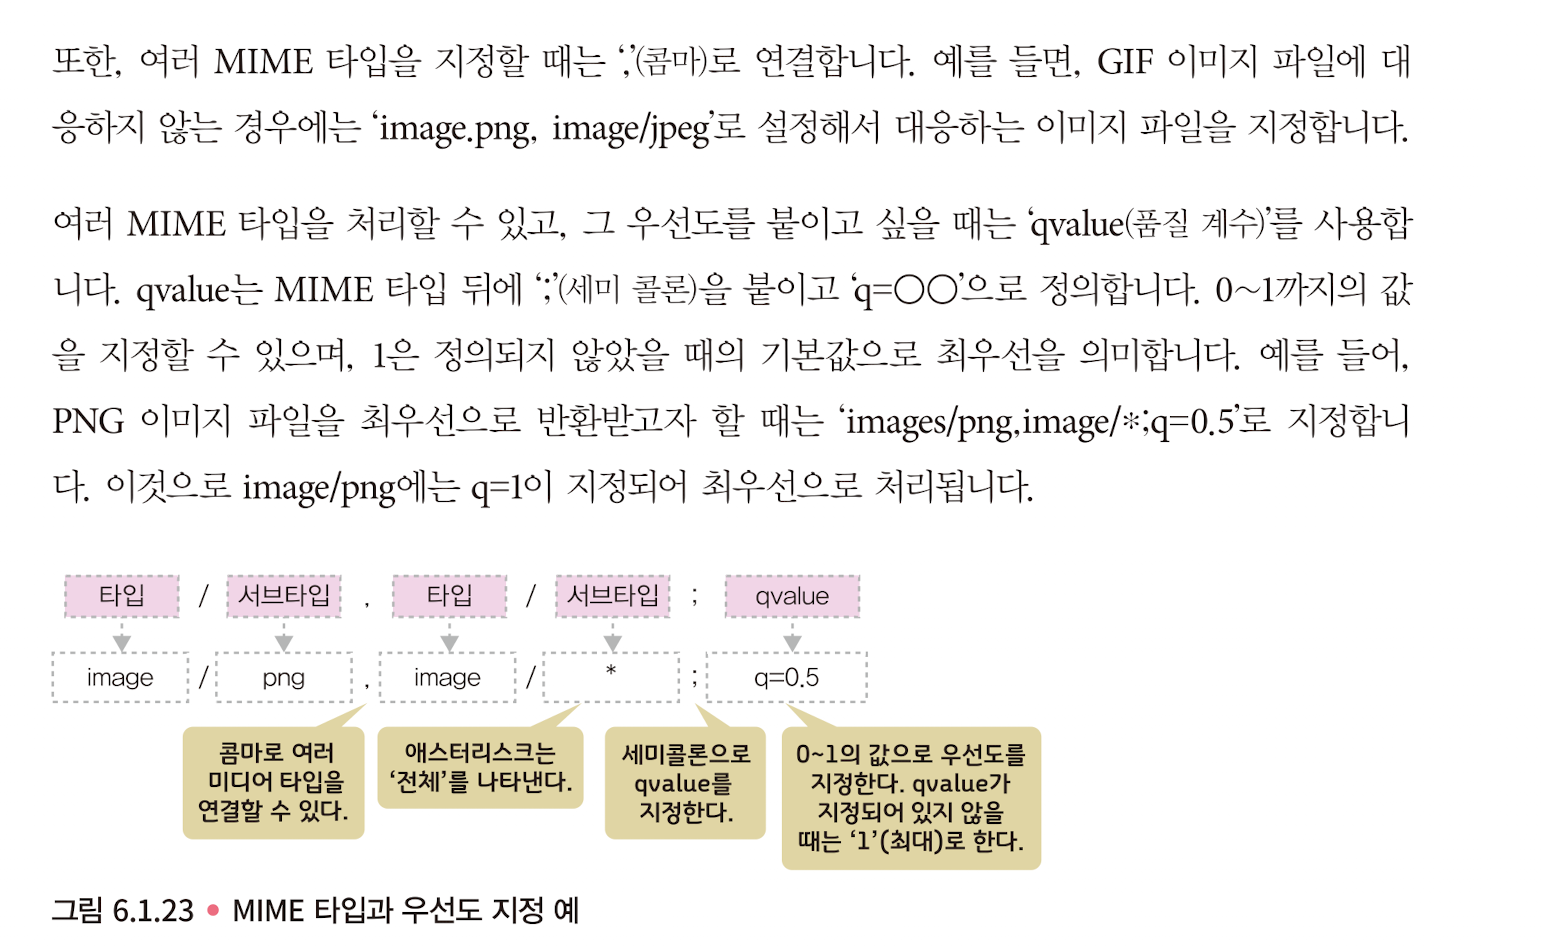 또한, 여러 MIME 타입을 지정할 때는 ‘,’(콤마)로 연결합니다. 예를 들면, GIF 이미지 파일에 대
응하지 않는 경우에는 ‘image.png, image/jpeg’로 설정해서 대응하는 이미지 파일을 지정합니다.
여러 MIME 타입을 처리할 수 있고, 그 우선도를 붙이고 싶을 때는 ‘qvalue(품질 계수)’를 사용합
니다. qvalue는 MIME 타입 뒤에 ‘;’(세미 콜론)을 붙이고 ‘q=○○’으로 정의합니다. 0~1까지의 값
을 지정할 수 있으며, 1은 정의되지 않았을 때의 기본값으로 최우선을 의미합니다. 예를 들어,
PNG 이미지 파일을 최우선으로 반환받고자 할 때는 ‘images/png,image/*;q=0.5’로 지정합니
다. 이것으로 image/png에는 q=1이 지정되어 최우선으로 처리됩니다.
타입 / 서브타입 , 타입 / 서브타입 ; qvalue
image / png , image / * ; q=0.5
콤마로 여러
미디어 타입을
연결할 수 있다.
애스터리스크는
‘전체’를 나타낸다.
세미콜론으로
qvalue를
지정한다.
0~1의 값으로 우선도를
지정한다. qvalue가
지정되어 있지 않을
때는 ‘1’(최대)로 한다.
그림 6.1.23 • MIME 타입과 우선도 지정 예